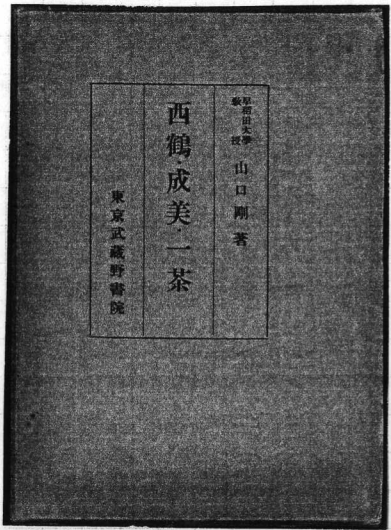 早稲田大學
教授
山口剛著
西鶴・成美・一茶
東京武蔵野書院